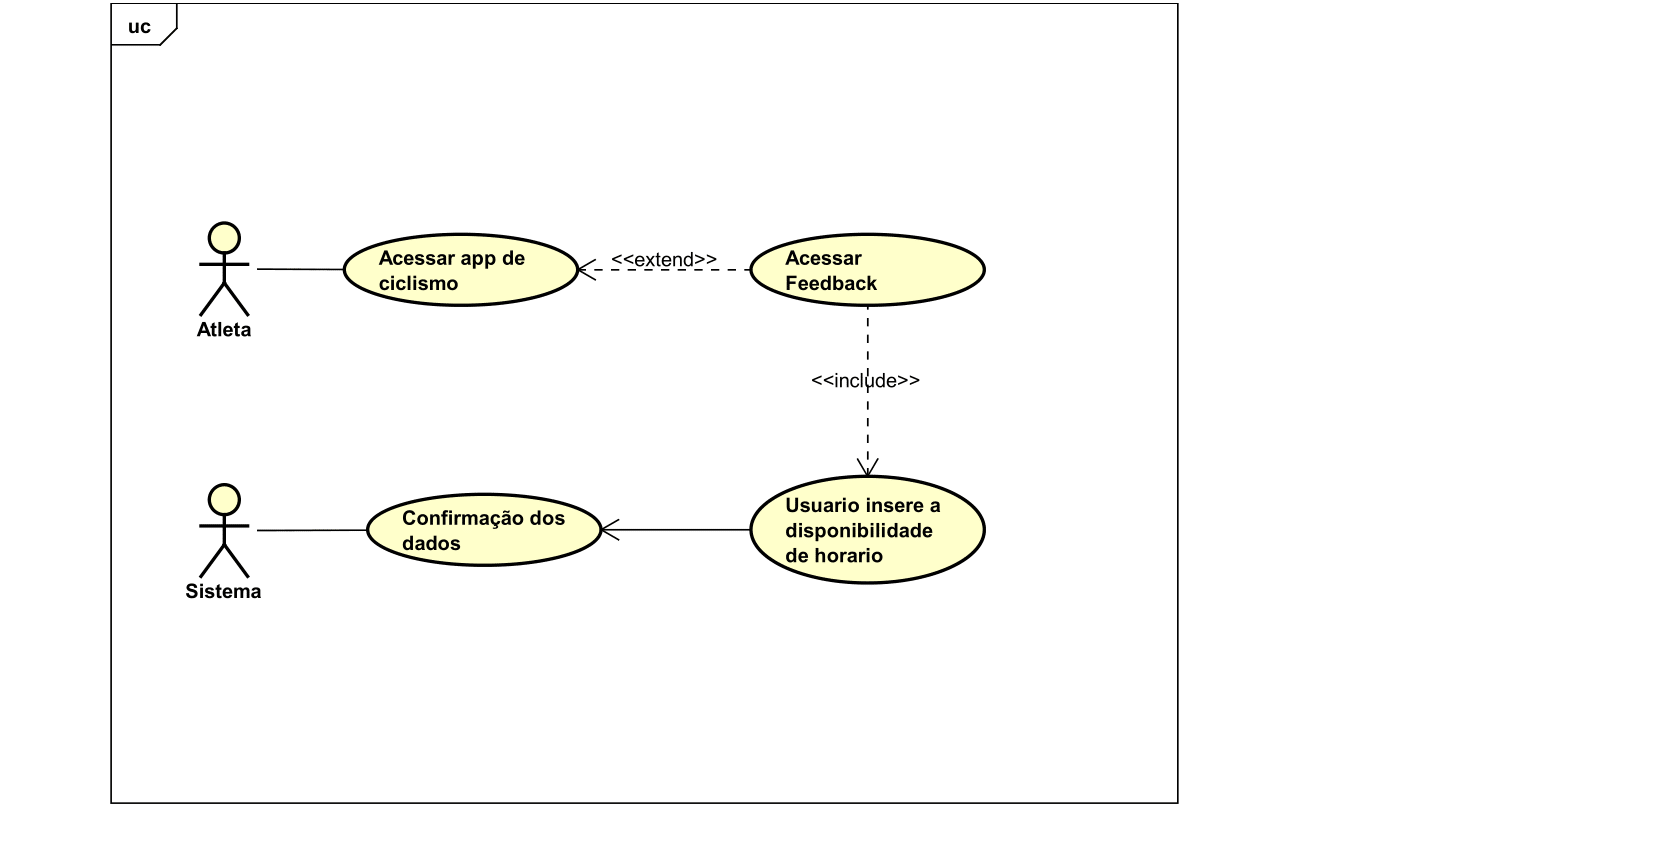 uc
Acessar app de
ciclismo
<<extend>>
Acessar
Feedback
Atleta
<<include>>
Confirmação dos
dados
Usuario insere a
disponibilidade
de horario
Sistema